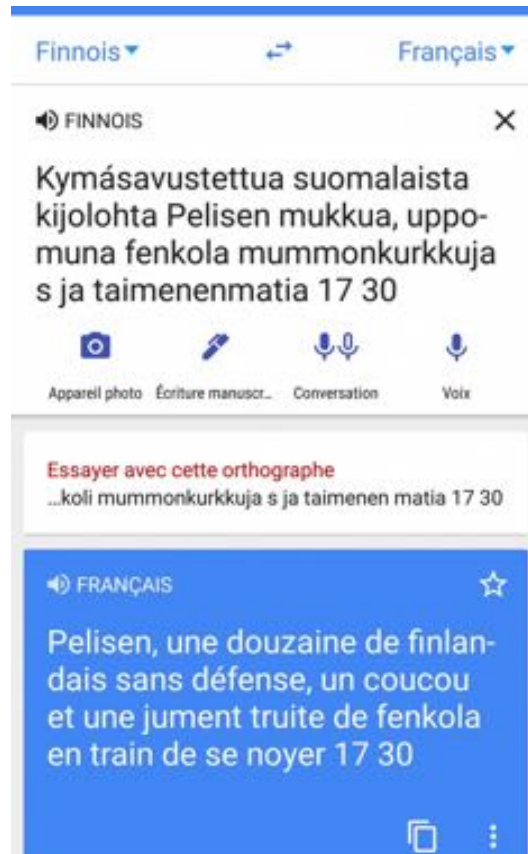 Finnois Français
FINNOIS
Kymásavustettua suomalaista
kijolohta Pelisen mukkua, uppo-
muna fenkola mummonkurkkuja
s ja taimenenmatia 17 30
Appareil photo Écriture manuscr... Conversation Voix
Essayer avec cette orthographe
...koli mummonkurkkuja s ja taimenen matia 17 30
FRANÇAIS
Pelisen, une douzaine de finlan-
dais sans défense, un coucou
et une jument truite de fenkola
en train de se noyer 17 30